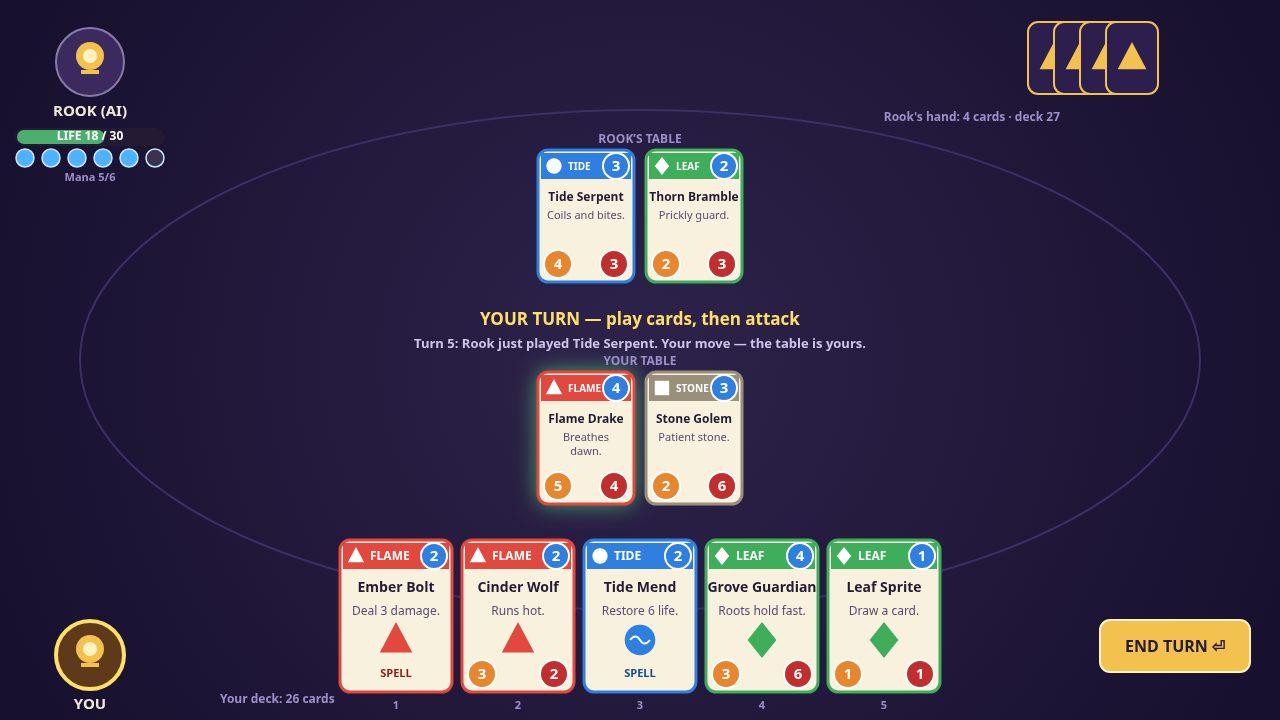 ROOK (AI)
LIFE 18 / 30
Mana 5/6
Rook's hand: 4 cards · deck 27
ROOK'S TABLE
TIDE 3
Tide Serpent
Coils and bites.
4 3
LEAF 2
Thorn Bramble
Prickly guard.
2 3
YOUR TURN — play cards, then attack
Turn 5: Rook just played Tide Serpent. Your move — the table is yours.
YOUR TABLE
FLAME 4
Flame Drake
Breathes
dawn.
5 4
STONE 3
Stone Golem
Patient stone.
2 6
FLAME 2
Ember Bolt
Deal 3 damage.
SPELL
1
FLAME 2
Cinder Wolf
Runs hot.
3 2
2
TIDE 2
Tide Mend
Restore 6 life.
SPELL
3
LEAF 4
Grove Guardian
Roots hold fast.
3 6
4
LEAF 1
Leaf Sprite
Draw a card.
1 1
5
END TURN ⏎
Your deck: 26 cards
YOU